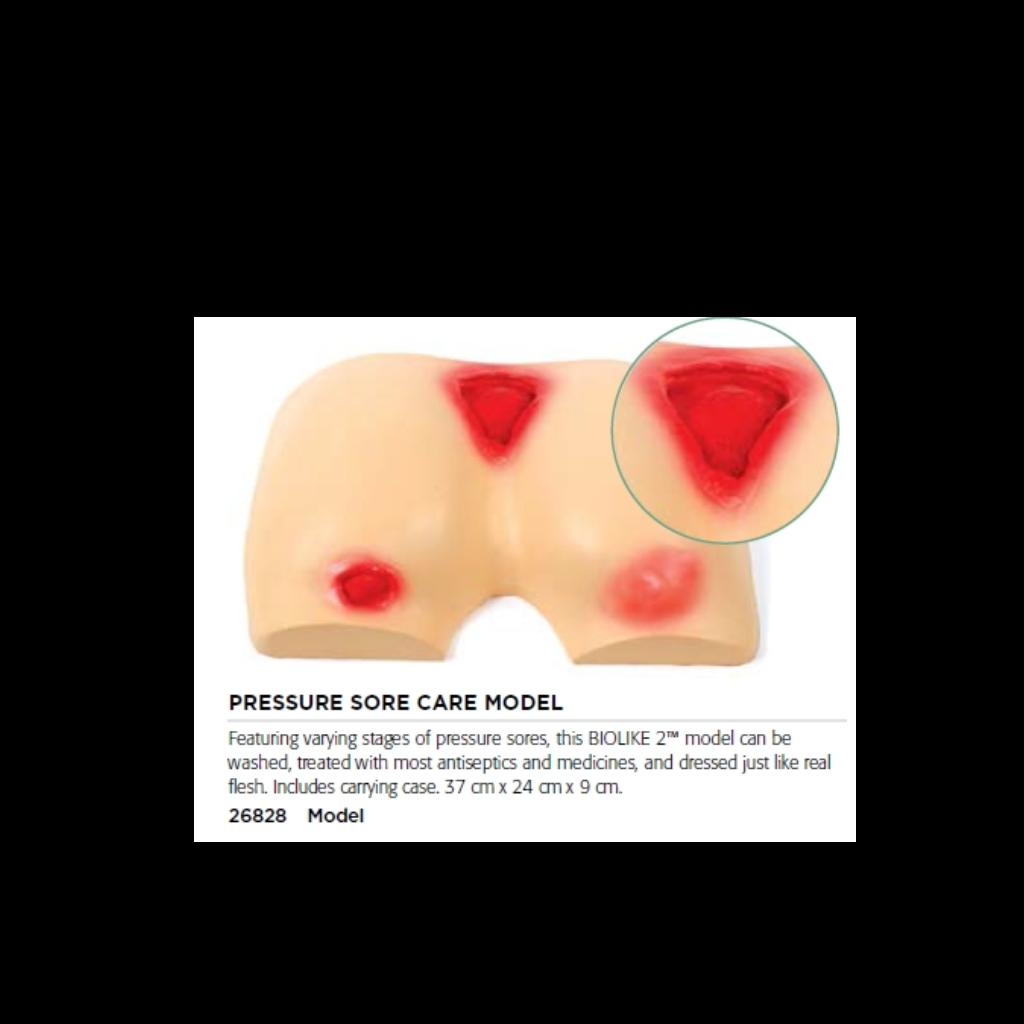 PRESSURE SORE CARE MODEL
Featuring varying stages of pressure sores, this BIOLIKE 2™ model can be
washed, treated with most antiseptics and medicines, and dressed just like real
flesh. Includes carrying case. 37 cm x 24 cm x 9 cm.
26828 Model